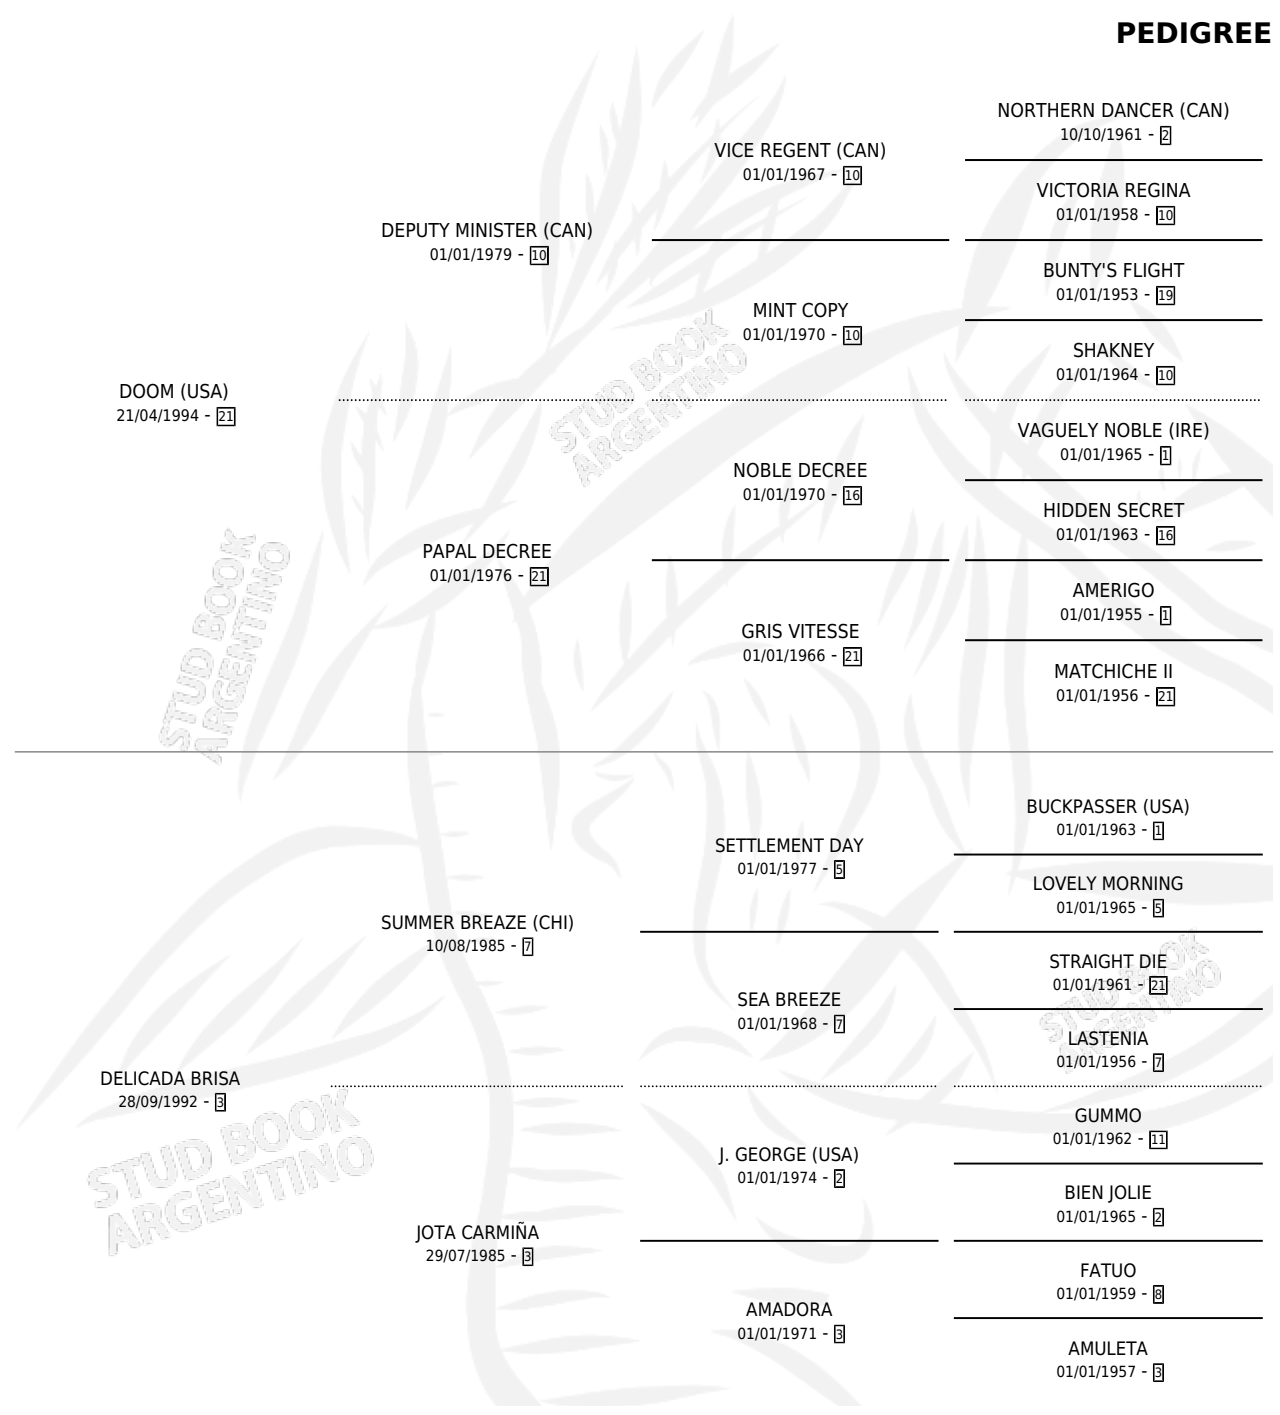 PEDIGREE
NORTHERN DANCER (CAN)
10/10/1961 - 2
VICE REGENT (CAN)
01/01/1967 - 10
VICTORIA REGINA
01/01/1958 - 10
DEPUTY MINISTER (CAN)
01/01/1979 - 10
BUNTY'S FLIGHT
01/01/1953 - 19
MINT COPY
01/01/1970 - 10
SHAKNEY
01/01/1964 - 10
DOOM (USA)
21/04/1994 - 21
VAGUELY NOBLE (IRE)
01/01/1965 - 1
NOBLE DECREE
01/01/1970 - 16
HIDDEN SECRET
01/01/1963 - 16
PAPAL DECREE
01/01/1976 - 21
AMERIGO
01/01/1955 - 1
GRIS VITESSE
01/01/1966 - 21
MATCHICHE II
01/01/1956 - 21
BUCKPASSER (USA)
01/01/1963 - 1
SETTLEMENT DAY
01/01/1977 - 5
LOVELY MORNING
01/01/1965 - 5
SUMMER BREAZE (CHI)
10/08/1985 - 7
STRAIGHT DIE
01/01/1961 - 21
SEA BREEZE
01/01/1968 - 7
LASTENIA
01/01/1956 - 7
DELICADA BRISA
28/09/1992 - 3
GUMMO
01/01/1962 - 11
J. GEORGE (USA)
01/01/1974 - 2
BIEN JOLIE
01/01/1965 - 2
JOTA CARMIÑA
29/07/1985 - 3
FATUO
01/01/1959 - 8
AMADORA
01/01/1971 - 3
AMULETA
01/01/1957 - 3
STUD BOOK
ARGENTINO
STUD BOOK
ARGENTINO
STUD BOOK
ARGENTINO
STUD BOOK
ARGENTINO